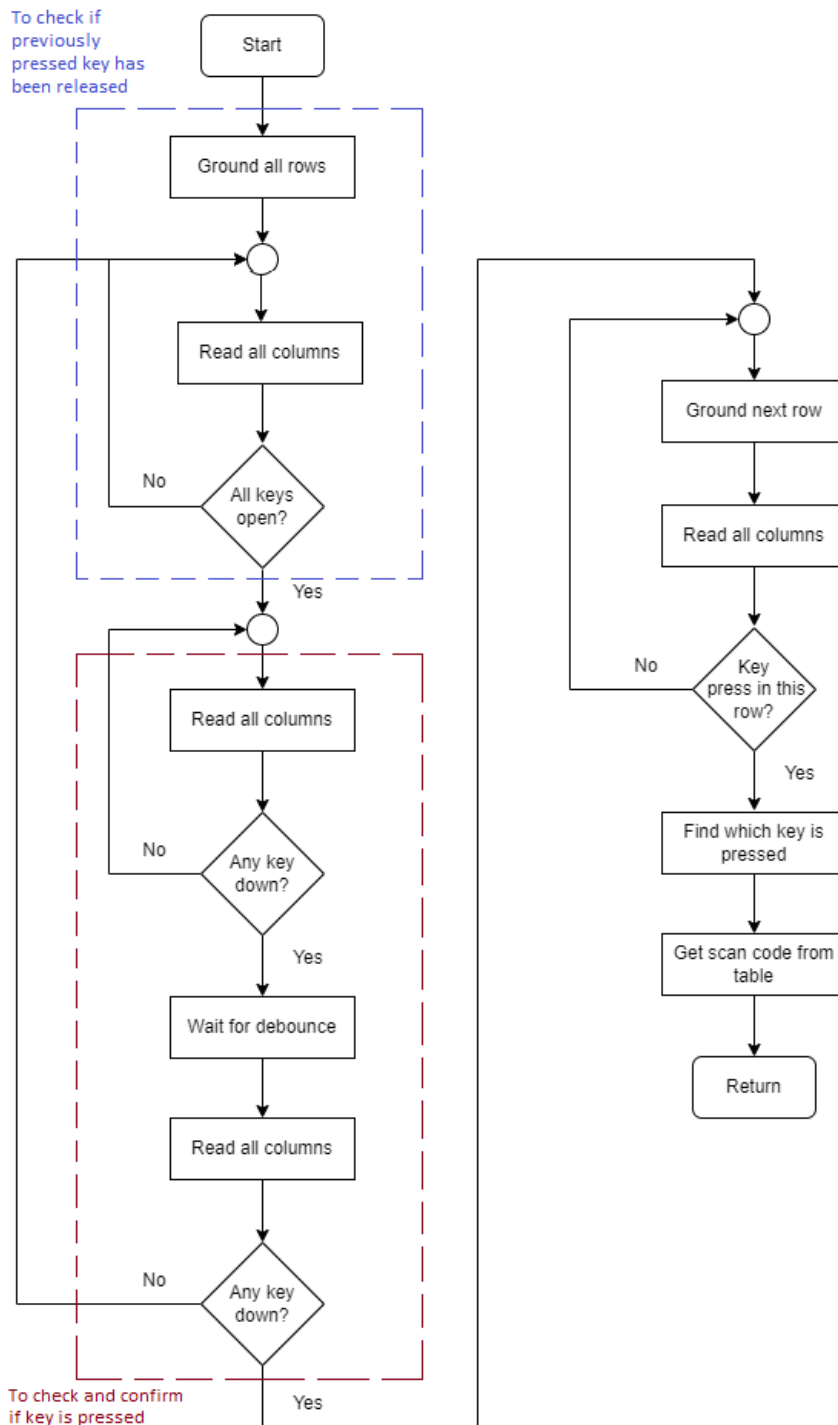 To check if
previously
pressed key has
been released
Start
Ground all rows
Read all columns
No
All keys
open?
Yes
Read all columns
No
Any key
down?
Yes
Wait for debounce
Read all columns
No
Any key
down?
Yes
To check and confirm
if key is pressed
Ground next row
Read all columns
No
Key
press in this
row?
Yes
Find which key is
pressed
Get scan code from
table
Return